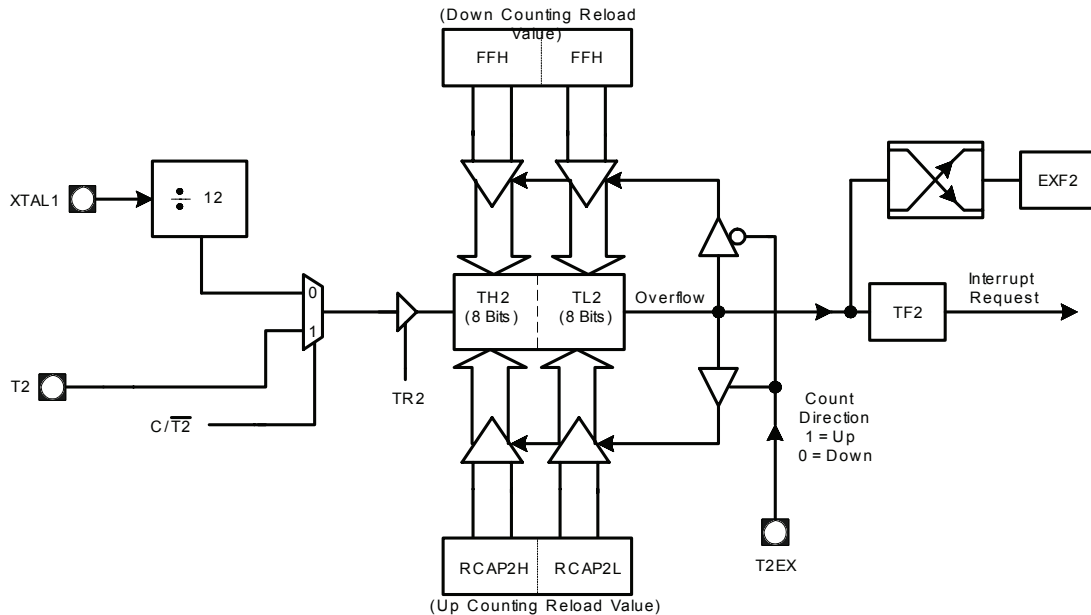 (Down Counting Reload
Value)
FFH FFH
XTAL1
÷ 12
EXF2
0
1
TH2
(8 Bits)
TL2
(8 Bits)
Overflow
TF2
Interrupt
Request
T2
TR2
C/T̅2̅
Count
Direction
1 = Up
0 = Down
T2EX
RCAP2H RCAP2L
(Up Counting Reload Value)